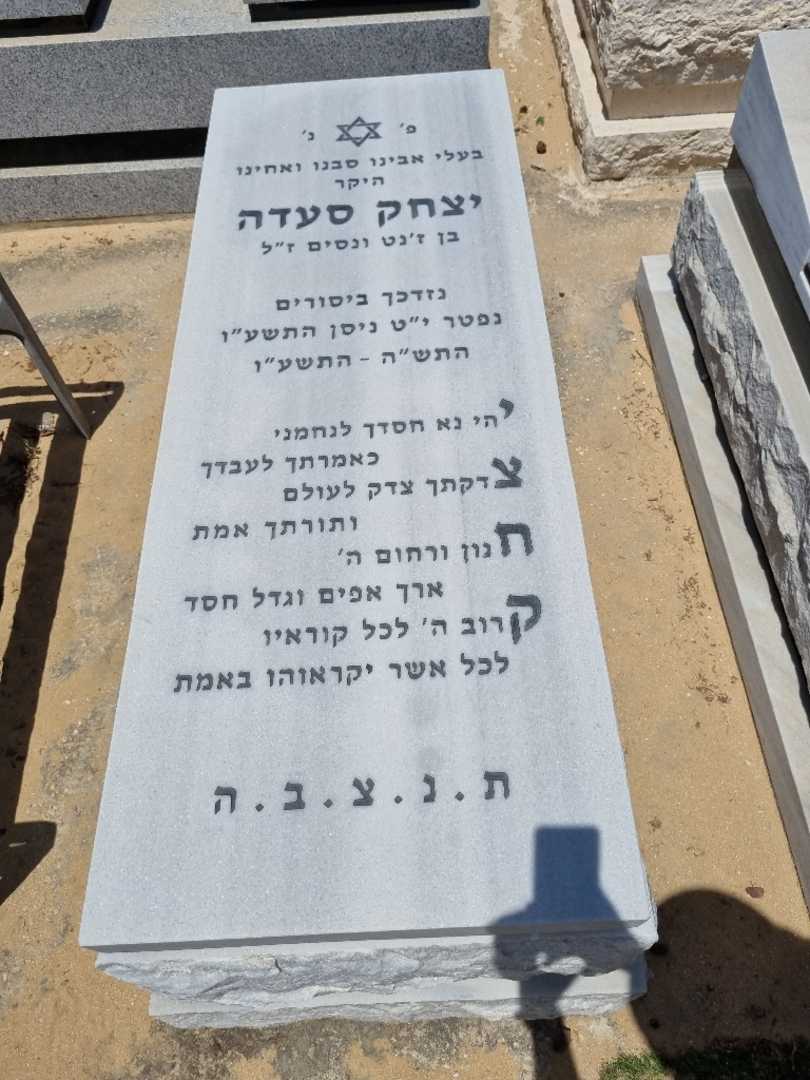 פ׳ נ׳
בעלי אבינו סבנו ואחינו
היקר
יצחק סעדה
בן ז׳נט ונסים ז״ל
נזדכך ביסורים
נפטר י״ט ניסן התשע״ו
התש״ה - התשע״ו
יהי נא חסדך לנחמני
כאמרתך לעבדך
צדקתך צדק לעולם
ותורתך אמת
חנון ורחום ה׳
ארך אפים וגדל חסד
קרוב ה׳ לכל קוראיו
לכל אשר יקראוהו באמת
ת.נ.צ.ב.ה